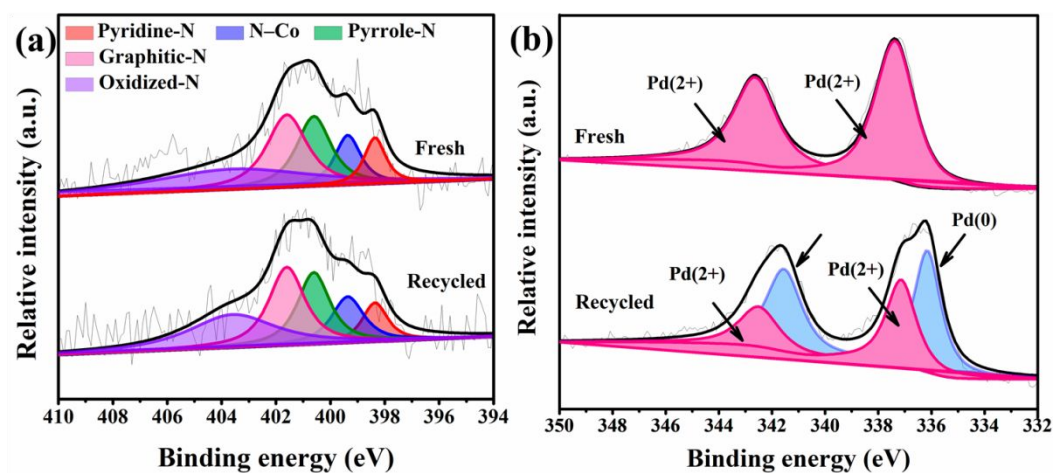 (a)
Pyridine-N N–Co Pyrrole-N
Graphitic-N
Oxidized-N
Fresh
Recycled
Relative intensity (a.u.)
410 408 406 404 402 400 398 396 394
Binding energy (eV)
(b)
Pd(2+) Pd(2+)
Fresh
Pd(0)
Pd(2+) Pd(2+)
Recycled
Relative intensity (a.u.)
350 348 346 344 342 340 338 336 334 332
Binding energy (eV)